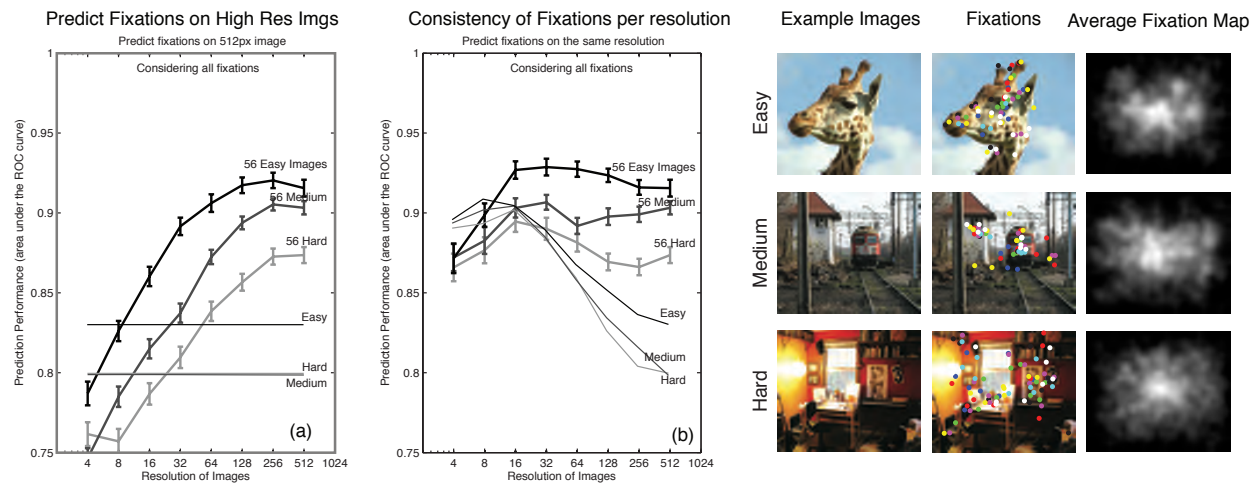 Predict Fixations on High Res Imgs
Predict fixations on 512px image
Considering all fixations
Prediction Performance (area under the ROC curve)
1
0.95
0.9
0.85
0.8
0.75
56 Easy Images
56 Medium
56 Hard
Easy
Hard
Medium
(a)
4 8 16 32 64 128 256 512 1024
Resolution of Images
Consistency of Fixations per resolution
Predict fixations on the same resolution
Considering all fixations
Prediction Performance (area under the ROC curve)
1
0.95
0.9
0.85
0.8
0.75
56 Easy Images
56 Medium
56 Hard
Easy
Medium
Hard
(b)
4 8 16 32 64 128 256 512 1024
Resolution of Images
Example Images Fixations Average Fixation Map
Easy
Medium
Hard